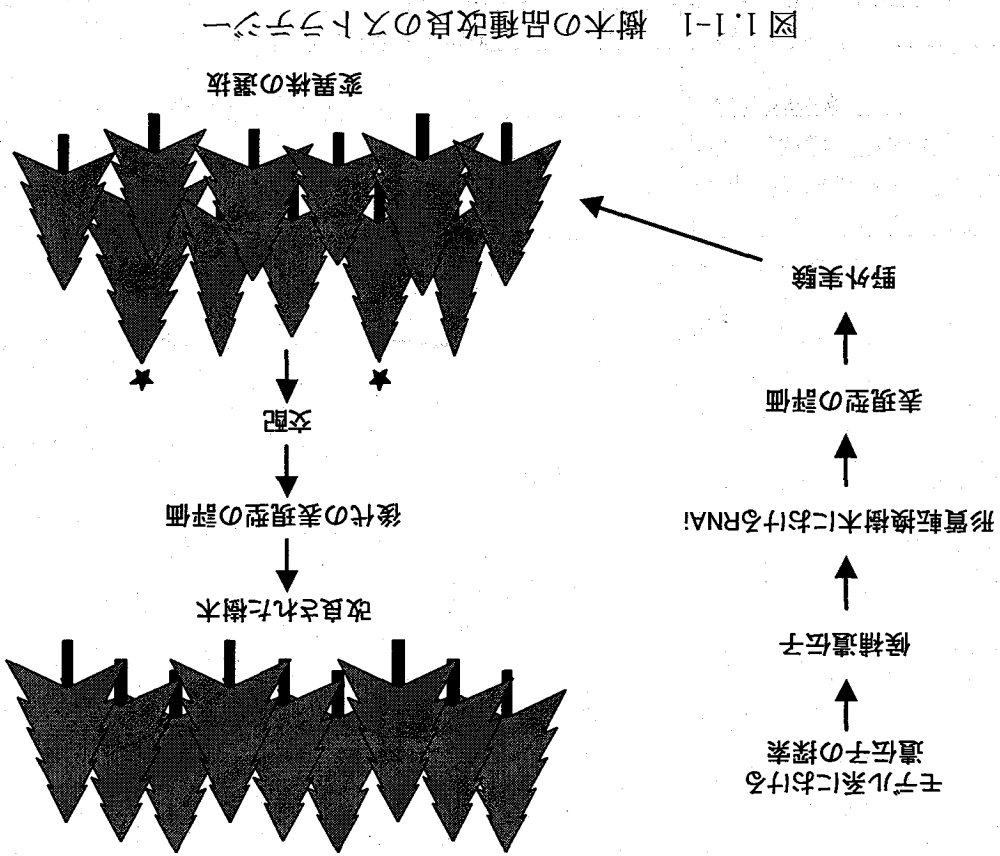 モデル系における
遺伝子の探索
候補遺伝子
形質転換樹木におけるRNAi
表現型の評価
野外実験
改良された樹木
後代の表現型の評価
交配
変異株の選抜
図 1.1-1 樹木の品種改良のストラテジー